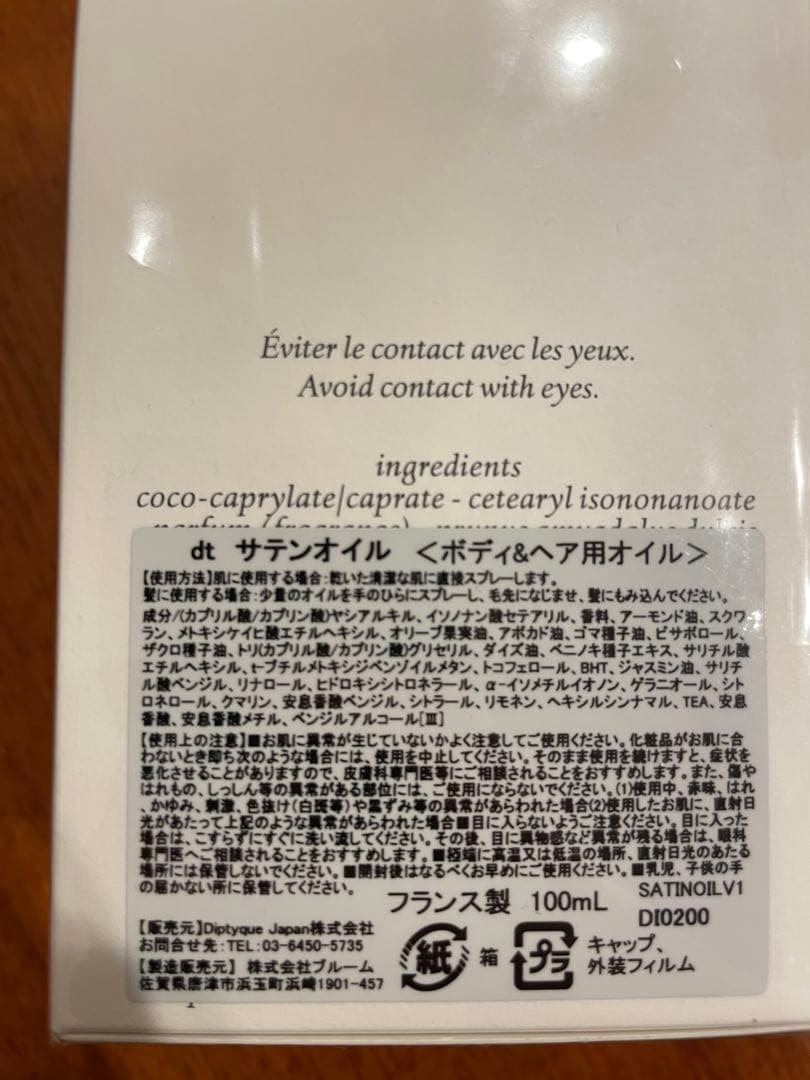 Éviter le contact avec les yeux.
Avoid contact with eyes.
ingredients
coco-caprylate/caprate - cetearyl isononanoate
parfum (fragrance) - prunus amygdalus dulcis
dt サテンオイル <ボディ&ヘア用オイル>
【使用方法】肌に使用する場合:乾いた清潔な肌に直接スプレーします。
髪に使用する場合:少量のオイルを手のひらにスプレーし、毛先になじませ、髪にもみ込んでください。
成分/(カプリル酸/カプリン酸)ヤシアルキル、イソノナン酸セテアリル、香料、アーモンド油、スクワ
ラン、メトキシケイヒ酸エチルヘキシル、オリーブ果実油、アボカド油、ゴマ種子油、ビサボロール、
ザクロ種子油、トリ(カプリル酸/カプリン酸)グリセリル、ダイズ油、ベニノキ種子エキス、サリチル酸
エチルヘキシル、t-ブチルメトキシジベンゾイルメタン、トコフェロール、BHT、ジャスミン油、サリチ
ル酸ベンジル、リナロール、ヒドロキシシトロネラール、α-イソメチルイオノン、ゲラニオール、シト
ロネロール、クマリン、安息香酸ベンジル、シトラール、リモネン、ヘキシルシンナマル、TEA、安息
香酸、安息香酸メチル、ベンジルアルコール[Ⅲ]
【使用上の注意】■お肌に異常が生じていないかよく注意してご使用ください。化粧品がお肌に合
わないとき即ち次のような場合には、使用を中止してください。そのまま使用を続けますと、症状を
悪化させることがありますので、皮膚科専門医等にご相談されることをおすすめします。また、傷や
はれもの、しっしん等の異常がある部位には、ご使用にならないでください。(1)使用中、赤味、はれ
、かゆみ、刺激、色抜け(白斑等)や黒ずみ等の異常があらわれた場合(2)使用したお肌に、直射日
光があたって上記のような異常があらわれた場合■目に入らないようご注意ください。目に入った
場合は、こすらずにすぐに洗い流してください。その後、目に異物感など異常が残る場合は、眼科
専門医へご相談されることをおすすめします。■極端に高温又は低温の場所、直射日光のあたる
場所には保管しないでください。■開封後はなるべくお早めにご使用ください。■乳児、子供の手
の届かない所に保管してください。
フランス製 100mL
SATINOILV1
DI0200
【販売元】Diptyque Japan株式会社
お問合せ先:TEL:03-6450-5735
【製造販売元】 株式会社ブルーム
佐賀県唐津市浜玉町浜崎1901-457
紙 箱
プラ キャップ、
外装フィルム